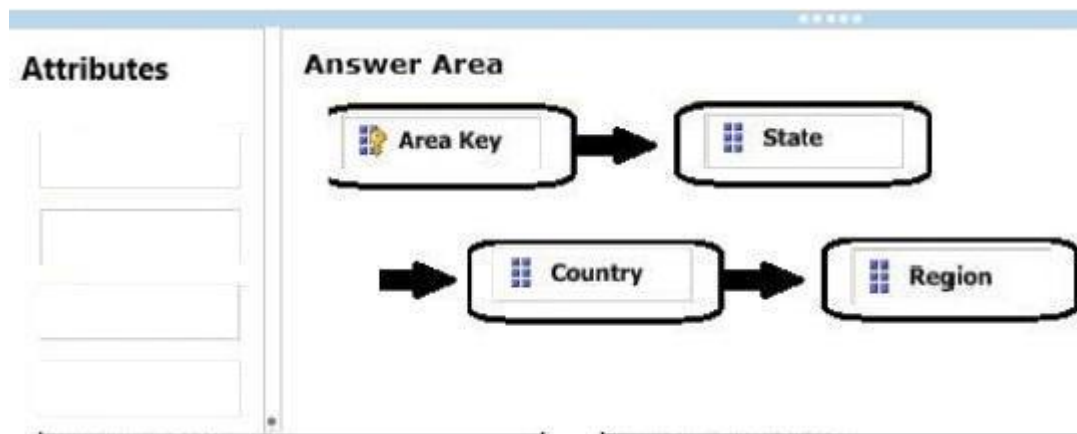 Attributes
Answer Area
Area Key
State
Country
Region